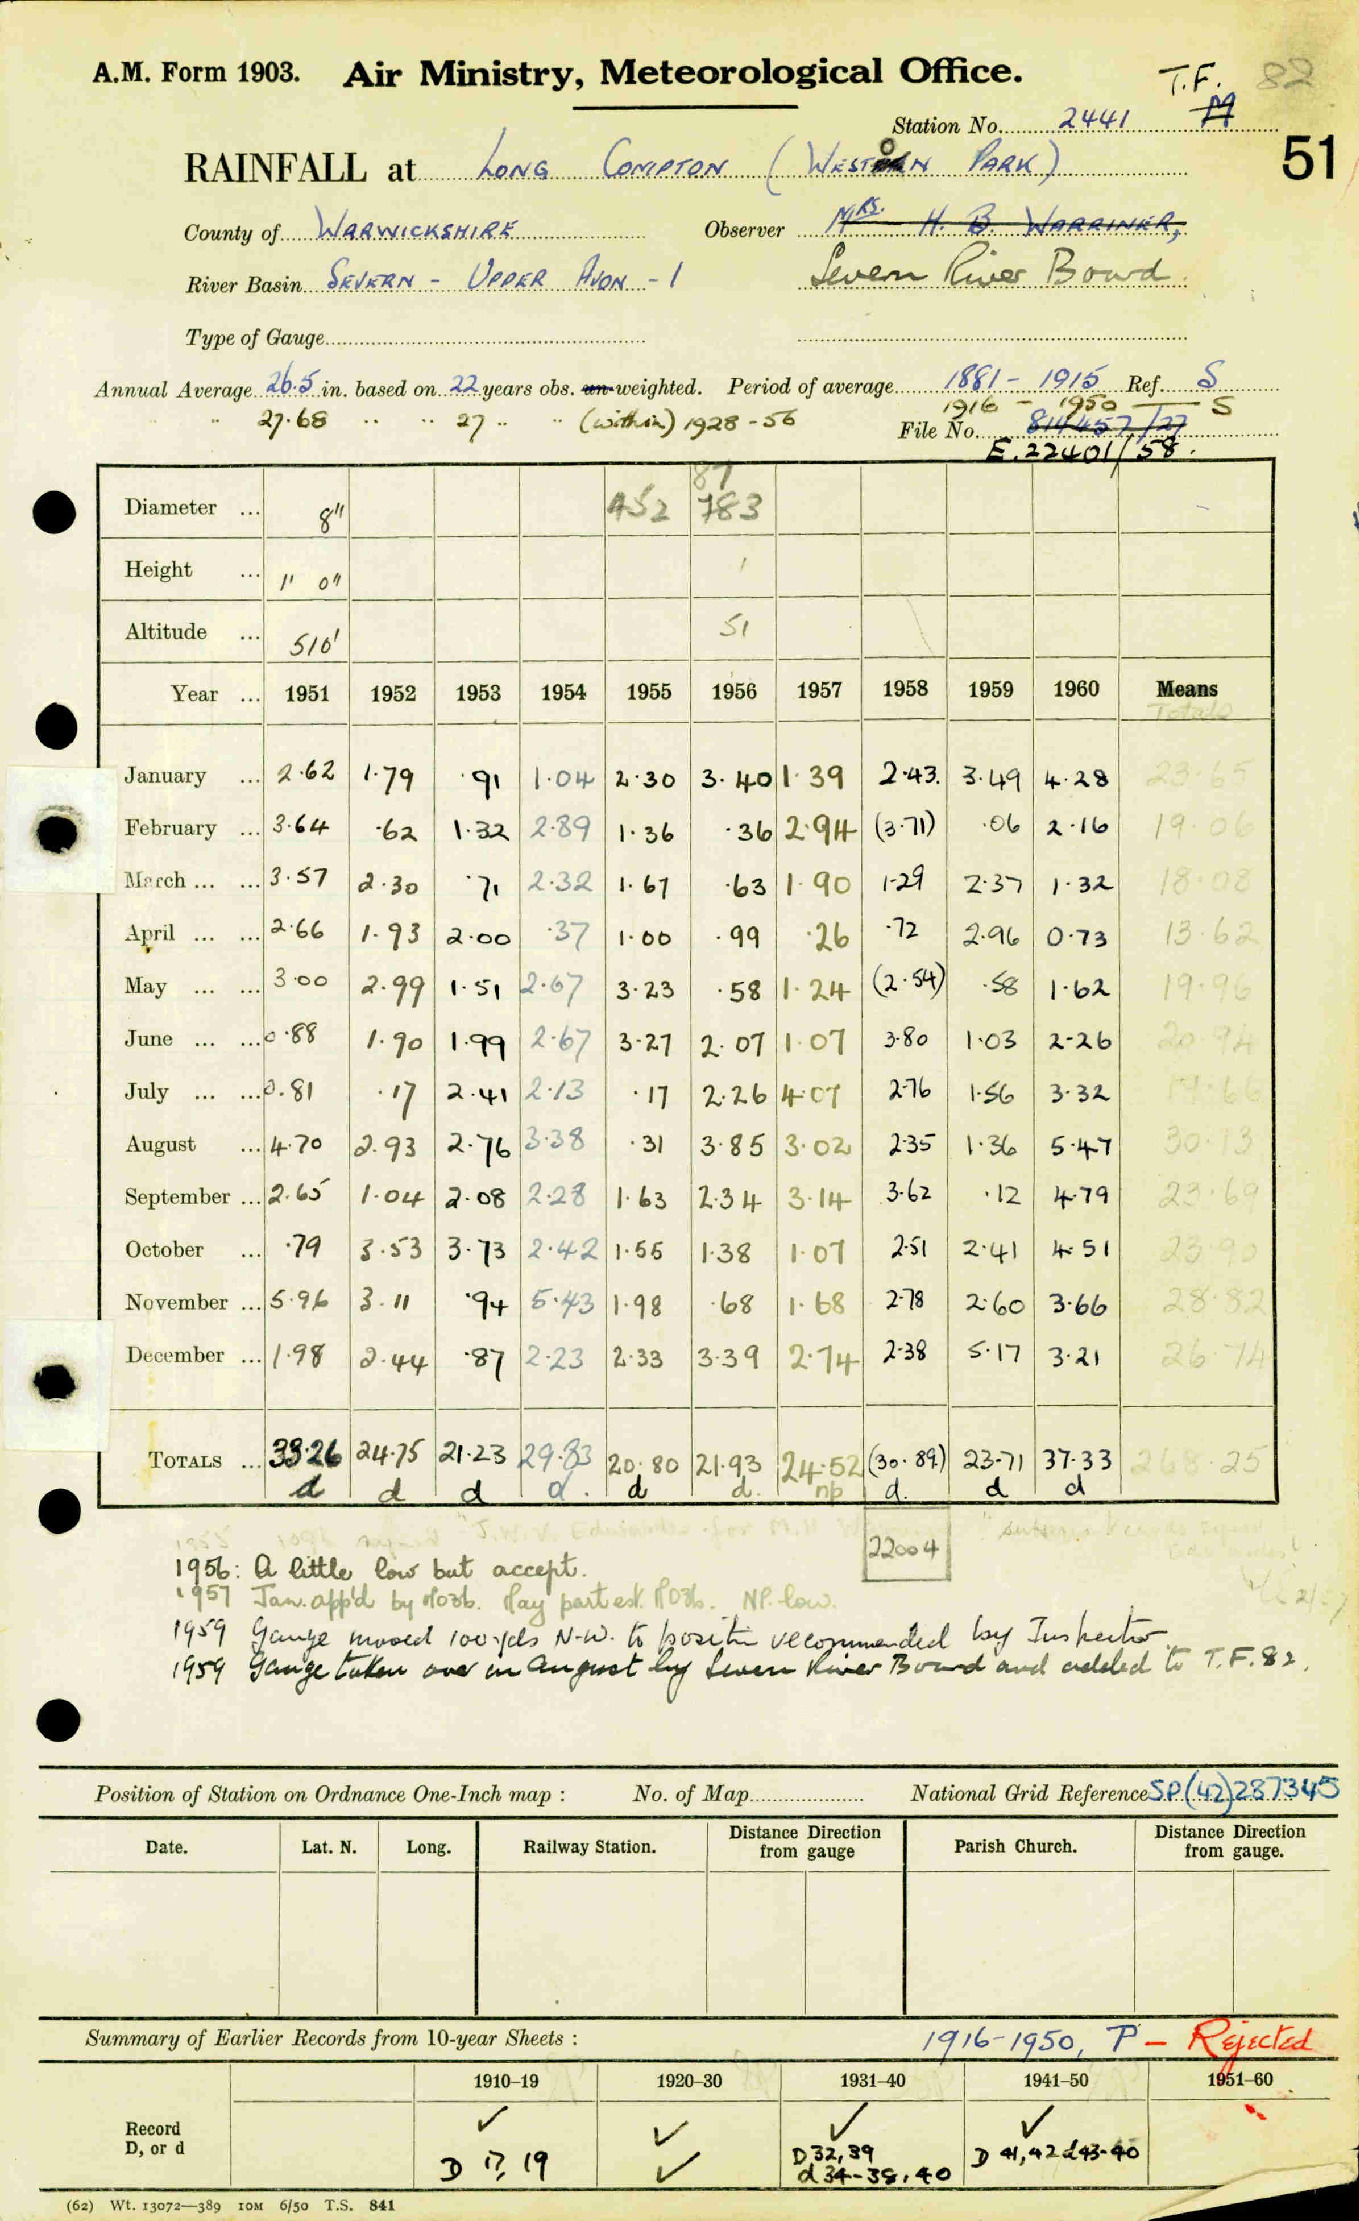 A.M. Form 1903. Air Ministry, Meteorological Office. T.F. 82
Station No. 2441 M
51
RAINFALL at LONG COMPTON (WESTON PARK)
County of WARWICKSHIRE Observer MRS. H. B. WARRINER,
River Basin SEVERN - UPPER AVON - 1 Severn River Board.
Type of Gauge
Annual Average 26.5 in. based on 22 years obs. un-weighted. Period of average 1881 - 1915 Ref. S
" 27.68 " " 27 " " (within) 1928-56 1916 - 1950 S
File No. 814457/27
E.22401/58.
87
Diameter ... 8" 452 783
Height ... 1' 0" 1
Altitude ... 510' 51
Year ... 1951 1952 1953 1954 1955 1956 1957 1958 1959 1960 Means
Totals
January ... 2.62 1.79 .91 1.04 2.30 3.40 1.39 2.43. 3.49 4.28 23.65
February ... 3.64 .62 1.32 2.89 1.36 .36 2.94 (3.71) .06 2.16 19.06
March ... ... 3.57 2.30 .71 2.32 1.67 .63 1.90 1.29 2.37 1.32 18.08
April ... ... 2.66 1.93 2.00 .37 1.00 .99 .26 .72 2.96 0.73 13.62
May ... ... 3.00 2.99 1.51 2.67 3.23 .58 1.24 (2.54) .58 1.62 19.96
June ... ... 0.88 1.90 1.99 2.67 3.27 2.07 1.07 3.80 1.03 2.26 20.94
July ... ... 0.81 .17 2.41 2.13 .17 2.26 4.07 2.76 1.56 3.32 19.66
August ... 4.70 2.93 2.76 3.38 .31 3.85 3.02 2.35 1.36 5.47 30.13
September ... 2.65 1.04 2.08 2.28 1.63 2.34 3.14 3.62 .12 4.79 23.69
October ... .79 3.53 3.73 2.42 1.55 1.38 1.07 2.51 2.41 4.51 23.90
November ... 5.96 3.11 .94 5.43 1.98 .68 1.68 2.78 2.60 3.66 28.82
December ... 1.98 2.44 .87 2.23 2.33 3.39 2.74 2.38 5.17 3.21 26.74
TOTALS ... 33.26 24.75 21.23 29.83 20.80 21.93 24.52 (30.89) 23.71 37.33 268.25
d d d d. d d. np d. d d
22004
1956: A little low but accept.
1957 Jan. app'd by Ro3b. May part est. Ro3b. NP. low.
1959 Gauge moved 100 yds N-W. to position recommended by Inspector
1959 Gauge taken over in August by Severn River Board and added to T.F. 82.
Position of Station on Ordnance One-Inch map : No. of Map National Grid Reference SP(42)287345
Date. Lat. N. Long. Railway Station. Distance Direction from gauge Parish Church. Distance Direction from gauge.
Summary of Earlier Records from 10-year Sheets : 1916-1950, P - Rejected
1910–19 1920–30 1931–40 1941–50 1951–60
✓ ✓ ✓ ✓
Record D, or d D 17, 19 ✓ D 32, 39 D 41, 42 d 43-40
d 34-38, 40
(62) Wt. 13072—389 10M 6/50 T.S. 841